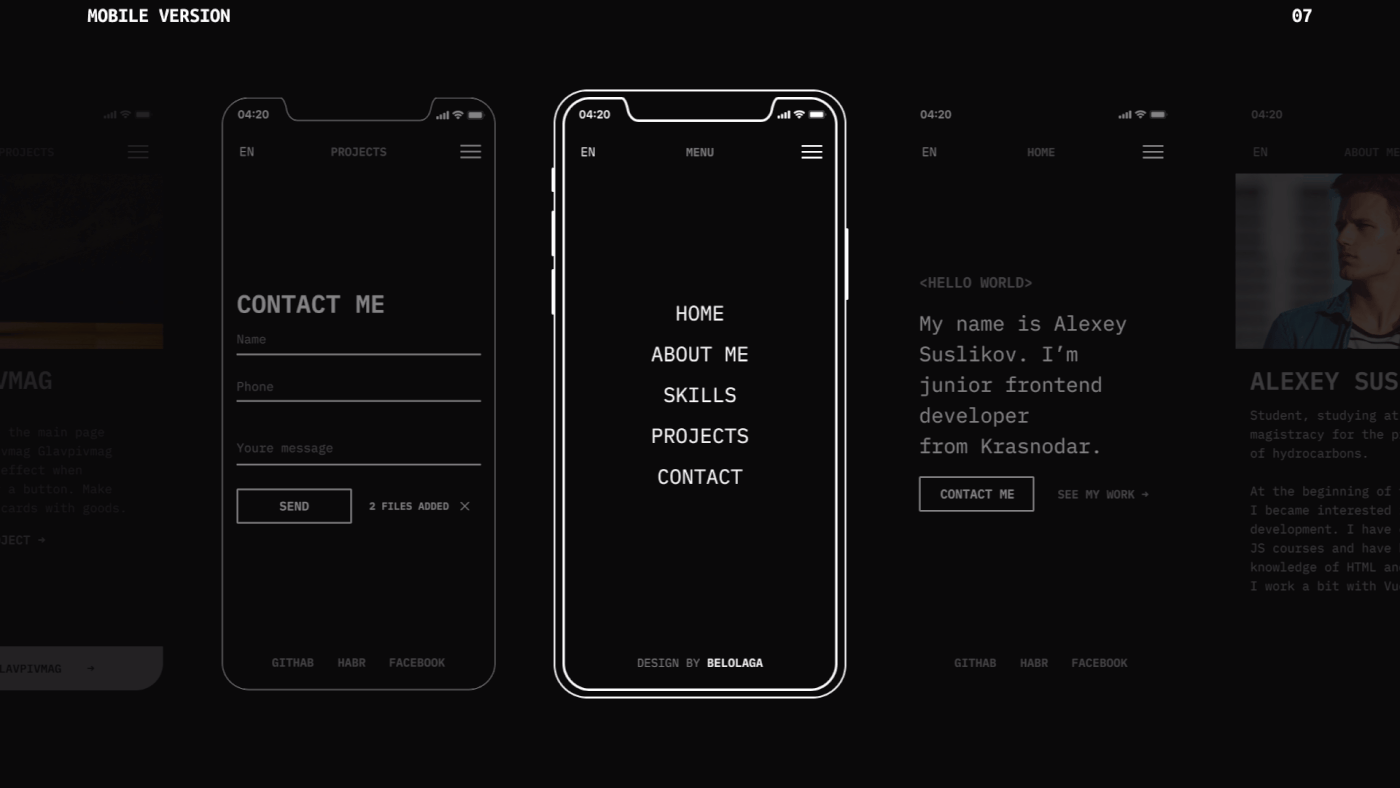 MOBILE VERSION
07
PROJECTS
VMAG
the main page
vmag Glavpivmag
effect when
a button. Make
cards with goods.
JECT →
LAVPIVMAG →
04:20
EN PROJECTS
CONTACT ME
Name
Phone
Youre message
SEND
2 FILES ADDED
GITHAB HABR FACEBOOK
04:20
EN MENU
HOME
ABOUT ME
SKILLS
PROJECTS
CONTACT
DESIGN BY BELOLAGA
04:20
EN HOME
<HELLO WORLD>
My name is Alexey
Suslikov. I’m
junior frontend
developer
from Krasnodar.
CONTACT ME SEE MY WORK →
GITHAB HABR FACEBOOK
04:20
EN ABOUT ME
ALEXEY SUS
Student, studying at
magistracy for the p
of hydrocarbons.
At the beginning of
I became interested
development. I have
JS courses and have
knowledge of HTML an
I work a bit with Vu